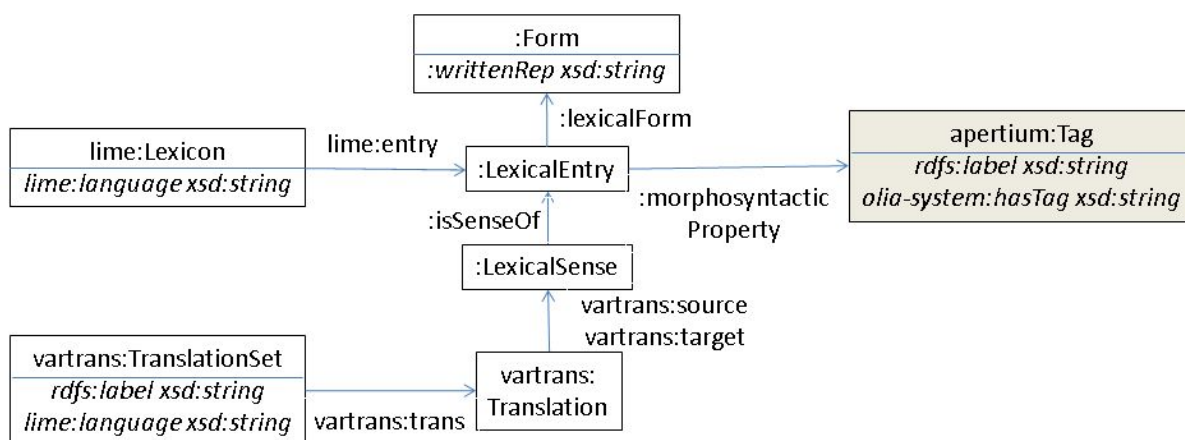 :Form
:writtenRep xsd:string
:lexicalForm
lime:Lexicon
lime:language xsd:string
lime:entry
:LexicalEntry
apertium:Tag
rdfs:label xsd:string
olia-system:hasTag xsd:string
:morphosyntactic
Property
:isSenseOf
:LexicalSense
vartrans:source
vartrans:target
vartrans:TranslationSet
rdfs:label xsd:string
lime:language xsd:string
vartrans:trans
vartrans:
Translation